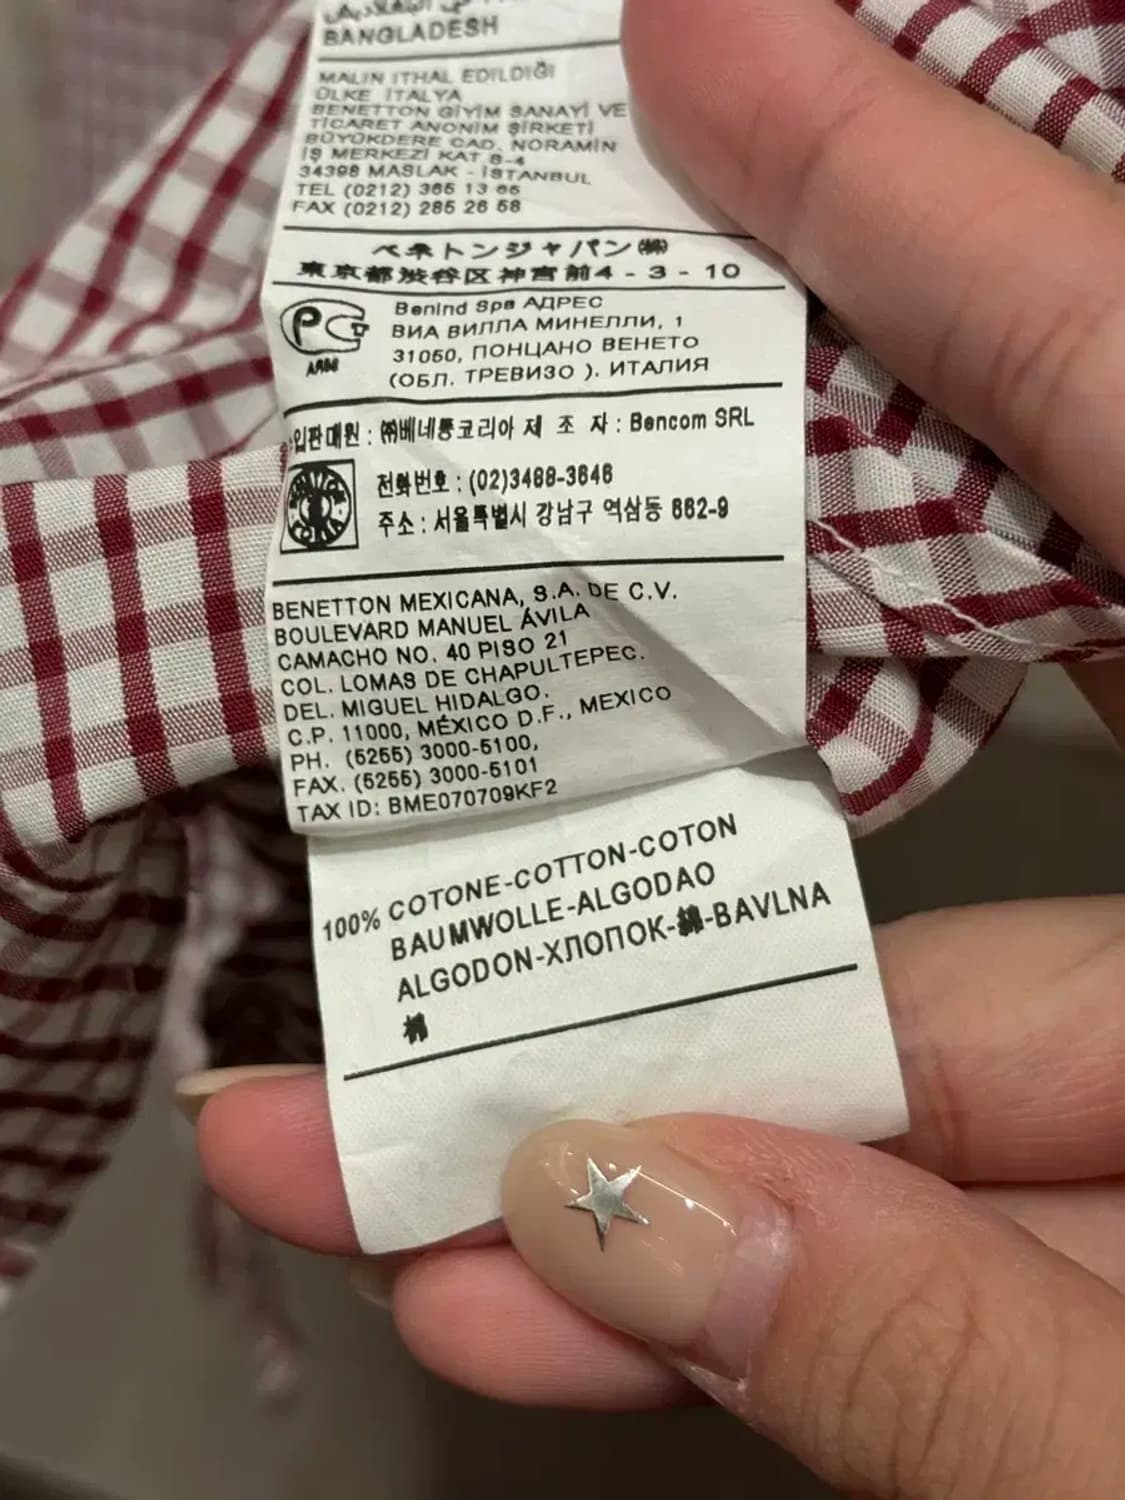 في البنغلاديش
BANGLADESH
MALIN ITHAL EDILDIĞI
ÜLKE İTALYA
BENETTON GİYİM SANAYİ VE
TİCARET ANONİM ŞİRKETİ
BÜYÜKDERE CAD. NORAMİN
İŞ MERKEZİ KAT 8-4
34398 MASLAK - İSTANBUL
TEL (0212) 365 13 66
FAX (0212) 285 26 58
ベネトンジャパン㈱
東京都渋谷区神宮前4-3-10
Benind Spa АДРЕС
ВИА ВИЛЛА МИНЕЛЛИ, 1
31050, ПОНЦАНО ВЕНЕТО
(ОБЛ. ТРЕВИЗО ). ИТАЛИЯ
입판매원 : ㈜베네통코리아 제 조 자 : Bencom SRL
전화번호 : (02)3488-3646
주소 : 서울특별시 강남구 역삼동 662-9
BENETTON MEXICANA, S.A. DE C.V.
BOULEVARD MANUEL ÁVILA
CAMACHO NO. 40 PISO 21
COL. LOMAS DE CHAPULTEPEC.
DEL. MIGUEL HIDALGO.
C.P. 11000, MÉXICO D.F., MEXICO
PH. (5255) 3000-5100,
FAX. (5255) 3000-5101
TAX ID: BME070709KF2
100% COTONE-COTTON-COTON
BAUMWOLLE-ALGODAO
ALGODON-ХЛОПОК-綿-BAVLNA
棉